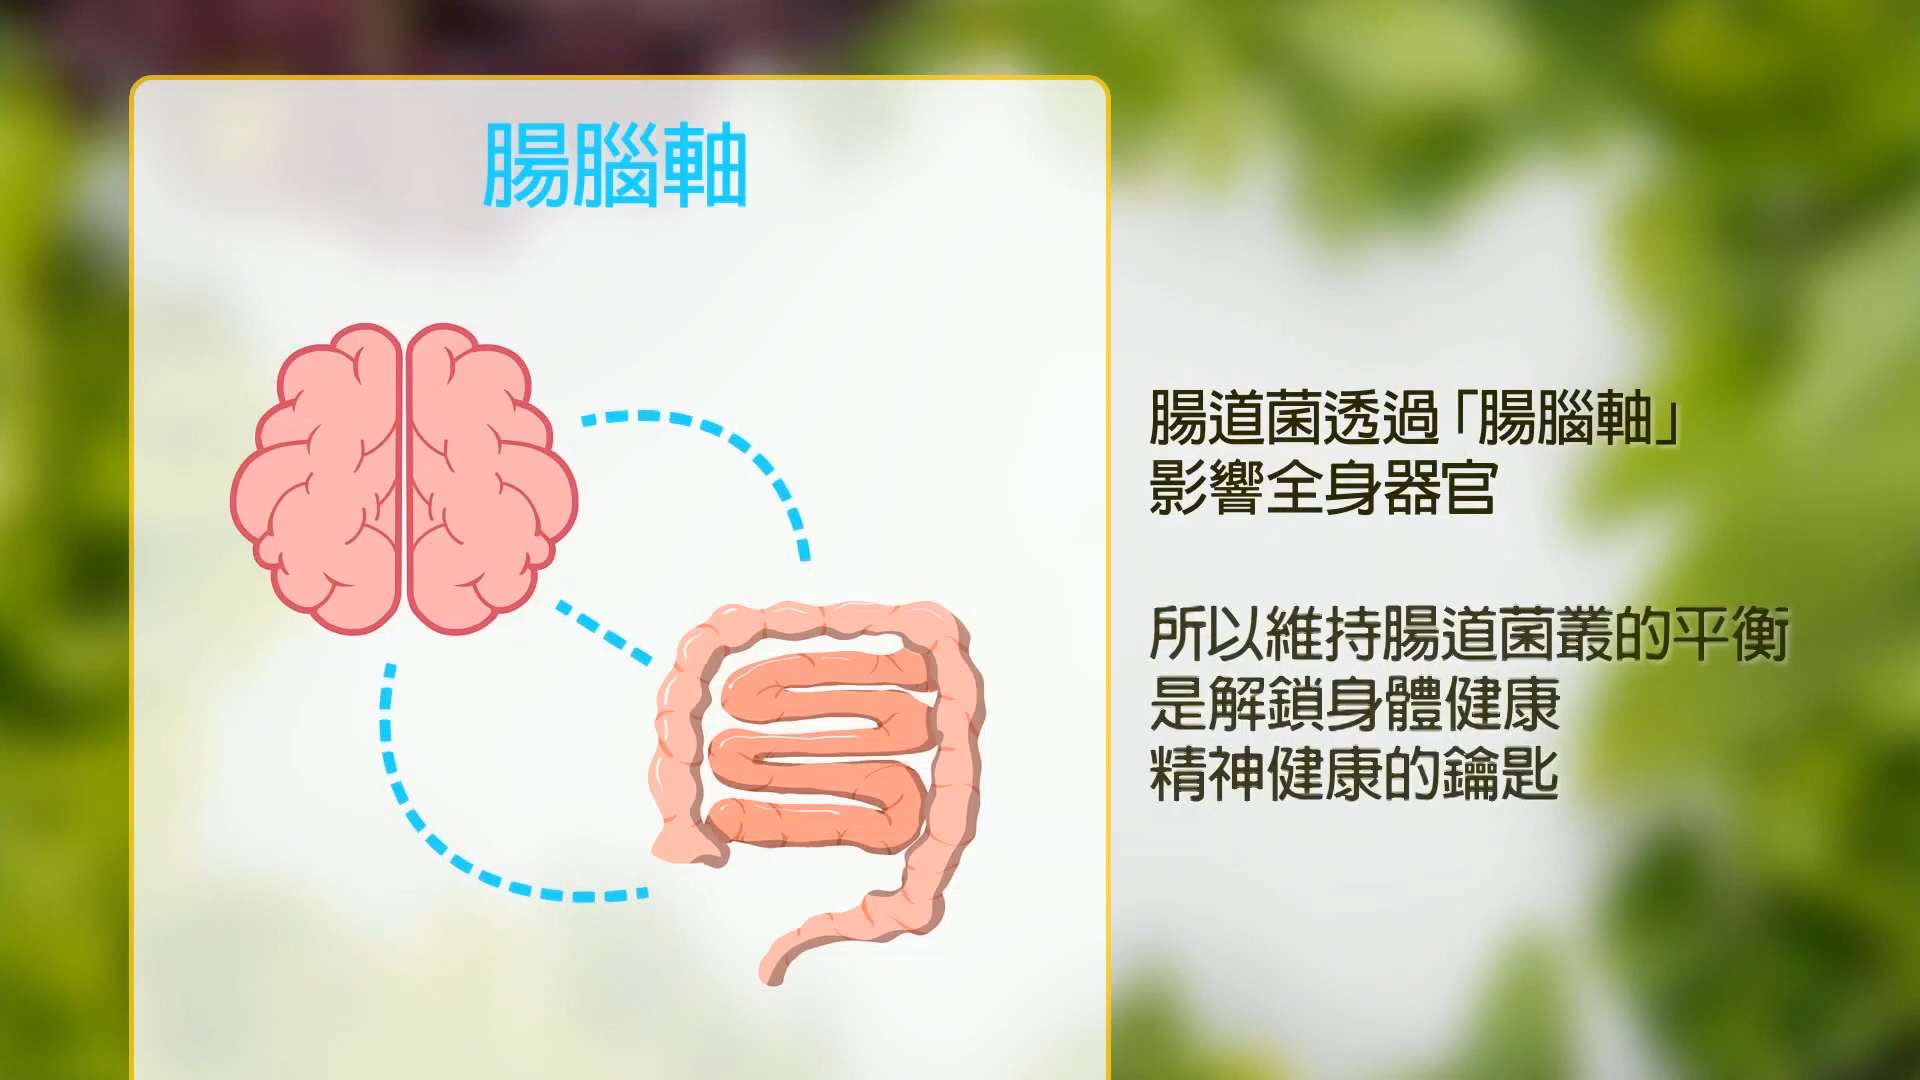 腸腦軸
腸道菌透過「腸腦軸」
影響全身器官
所以維持腸道菌叢的平衡
是解鎖身體健康
精神健康的鑰匙